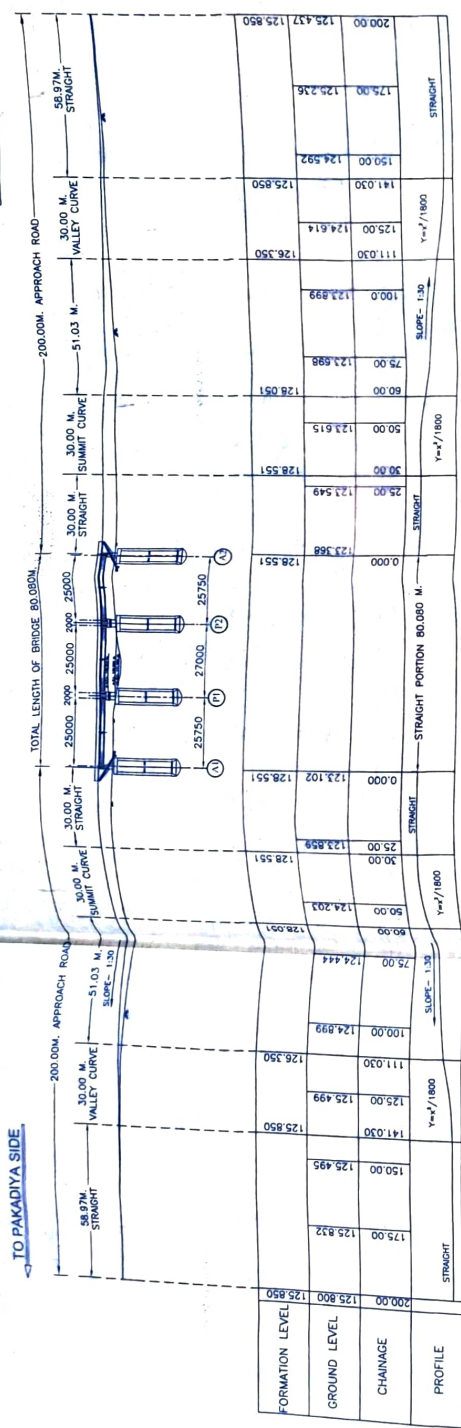 TO PAKADIYA SIDE
200.00M. APPROACH ROAD
TOTAL LENGTH OF BRIDGE 80.080M.
200.00M. APPROACH ROAD
58.97M. STRAIGHT
30.00 M. VALLEY CURVE
51.03 M.
SLOPE- 1:30
30.00 M. SUMMIT CURVE
30.00 M. STRAIGHT
25000 2000 25000 2000 25000
30.00 M. STRAIGHT
30.00 M. SUMMIT CURVE
51.03 M.
30.00 M. VALLEY CURVE
58.97M. STRAIGHT
25750 27000 25750
A1 P1 P2 A2
FORMATION LEVEL 125.850 125.850 126.350 128.051 128.551 128.551 128.551 128.551 128.051 126.350 125.850 125.850
GROUND LEVEL 125.800 125.832 125.495 125.499 124.899 124.444 124.203 123.859 123.102 123.368 123.549 123.615 123.698 123.899 124.614 124.592 125.236 125.437
CHAINAGE 200.00 175.00 150.00 141.030 125.00 111.030 100.00 75.00 60.00 50.00 30.00 25.00 0.000 0.000 25.00 30.00 50.00 60.00 75.00 100.0 111.030 125.00 141.030 150.00 175.00 200.00
PROFILE STRAIGHT Y=x²/1800 SLOPE- 1:30 Y=x²/1800 STRAIGHT STRAIGHT PORTION 80.080 M. STRAIGHT Y=x²/1800 SLOPE- 1:30 Y=x²/1800 STRAIGHT